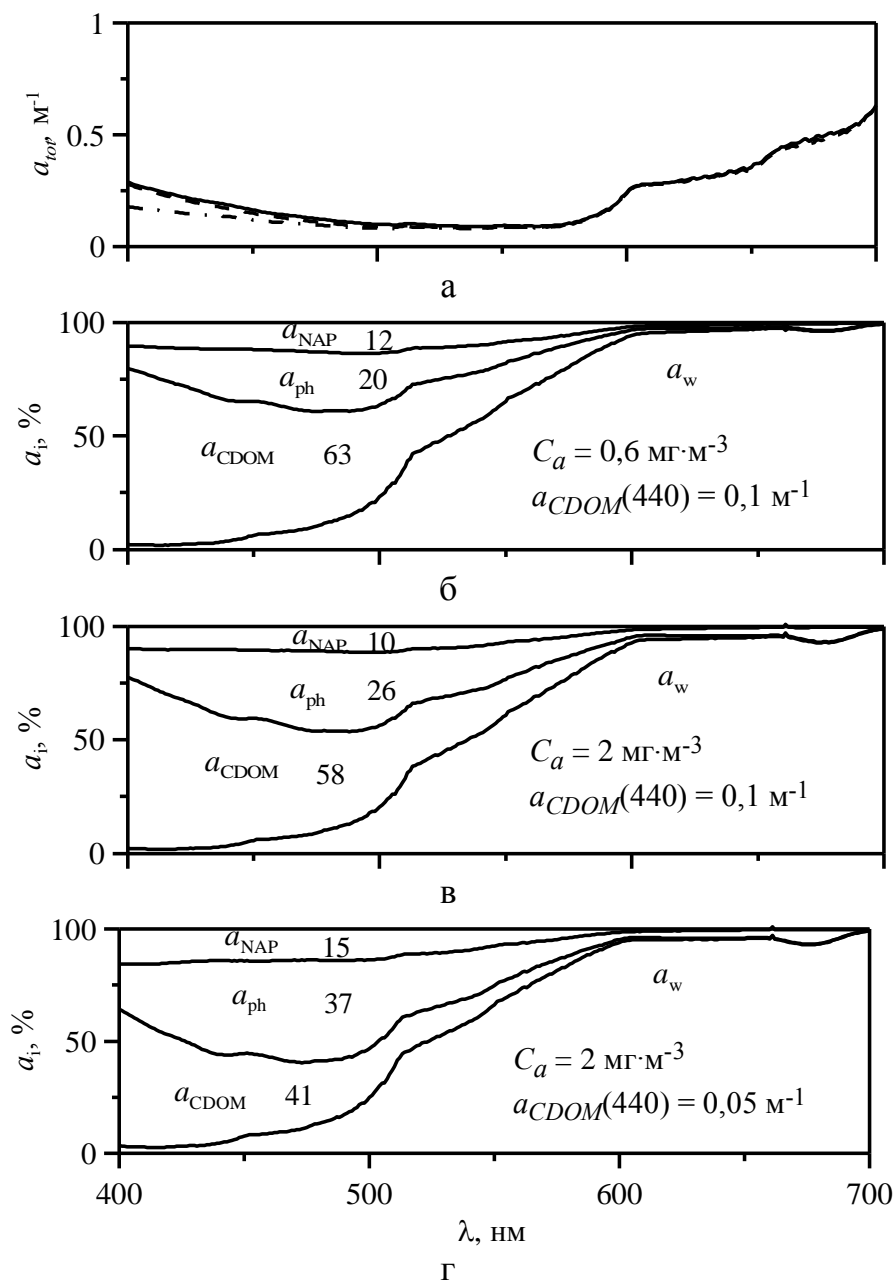 1
a_tot, м⁻¹
0.5
0
а
100
a_NAP 12
a_ph 20
a_w
a_i, %
50
a_CDOM 63
C_a = 0,6 мг·м⁻³
a_CDOM(440) = 0,1 м⁻¹
0
б
100
a_NAP 10
a_ph 26
a_w
a_i, %
50
a_CDOM 58
C_a = 2 мг·м⁻³
a_CDOM(440) = 0,1 м⁻¹
0
в
100
a_NAP 15
a_ph 37
a_w
a_i, %
50
a_CDOM 41
C_a = 2 мг·м⁻³
a_CDOM(440) = 0,05 м⁻¹
0
400 500 600 700
λ, нм
г